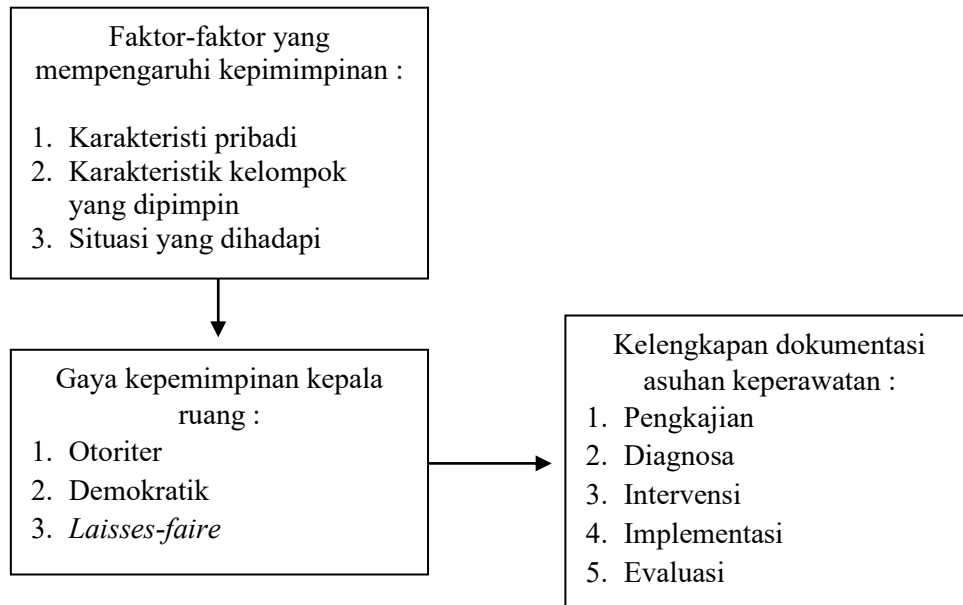 Faktor-faktor yang
mempengaruhi kepimimpinan :
1. Karakteristi pribadi
2. Karakteristik kelompok
yang dipimpin
3. Situasi yang dihadapi
Gaya kepemimpinan kepala
ruang :
1. Otoriter
2. Demokratik
3. Laisses-faire
Kelengkapan dokumentasi
asuhan keperawatan :
1. Pengkajian
2. Diagnosa
3. Intervensi
4. Implementasi
5. Evaluasi